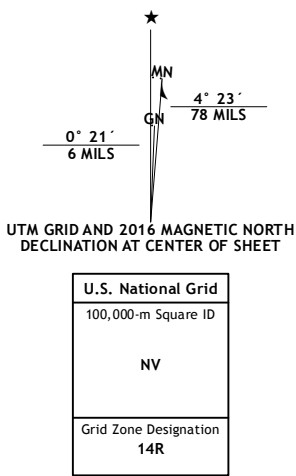 MN
GN
4° 23´
78 MILS
0° 21´
6 MILS
UTM GRID AND 2016 MAGNETIC NORTH
DECLINATION AT CENTER OF SHEET
U.S. National Grid
100,000-m Square ID
NV
Grid Zone Designation
14R